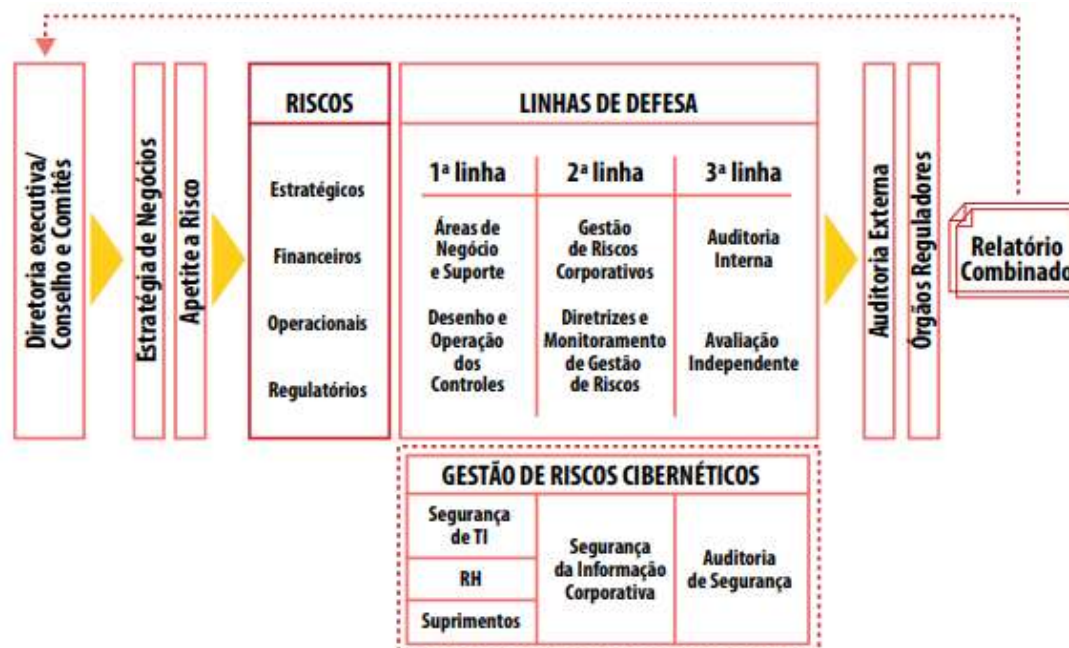 Diretoria executiva/
Conselho e Comitês
Estratégia de Negócios
Apetite a Risco
RISCOS
Estratégicos
Financeiros
Operacionais
Regulatórios
LINHAS DE DEFESA
1ª linha
Áreas de
Negócio
e Suporte
Desenho e
Operação
dos
Controles
2ª linha
Gestão
de Riscos
Corporativos
Diretrizes e
Monitoramento
de Gestão
de Riscos
3ª linha
Auditoria
Interna
Avaliação
Independente
Auditoria Externa
Órgãos Reguladores
Relatório
Combinado
GESTÃO DE RISCOS CIBERNÉTICOS
Segurança
de TI
RH
Suprimentos
Segurança
da Informação
Corporativa
Auditoria
de Segurança